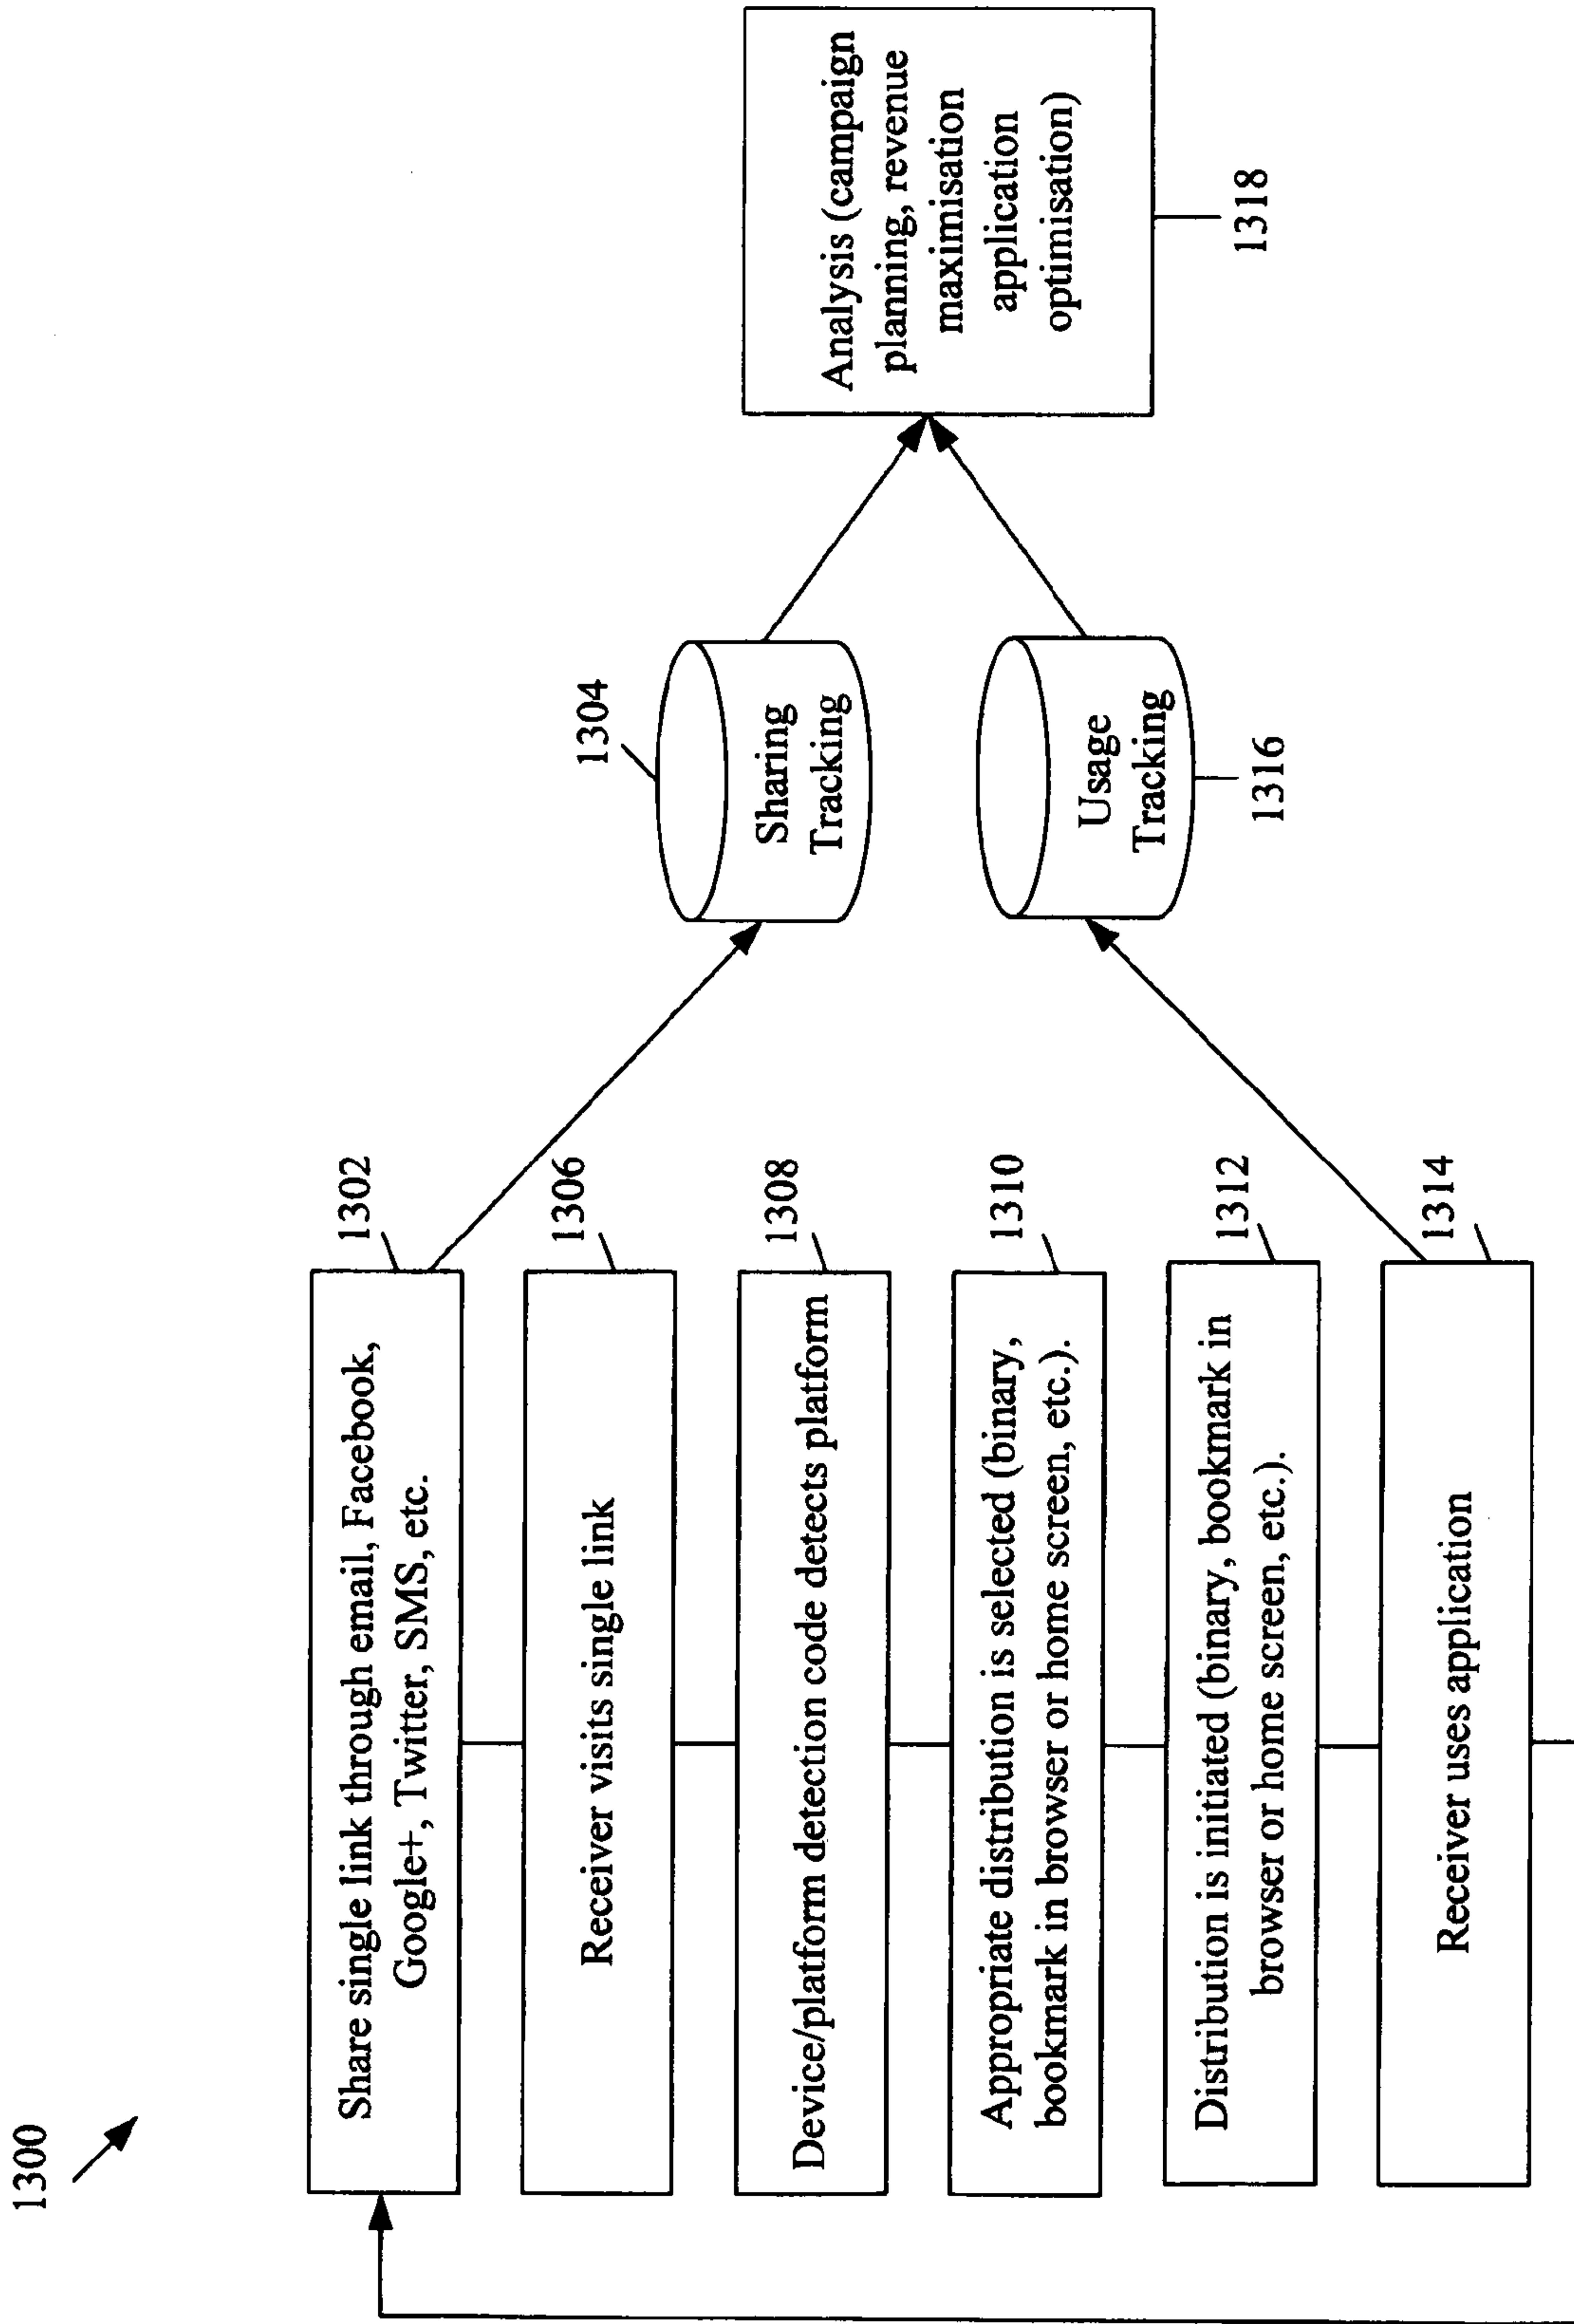 1300
Share single link through email, Facebook,
Google+, Twitter, SMS, etc.
1302
Receiver visits single link
1306
Device/platform detection code detects platform
1308
Appropriate distribution is selected (binary,
bookmark in browser or home screen, etc.).
1310
Distribution is initiated (binary, bookmark in
browser or home screen, etc.).
1312
Receiver uses application
1314
1304
Sharing
Tracking
Usage
Tracking
1316
Analysis (campaign
planning, revenue
maximisation
application
optimisation)
1318